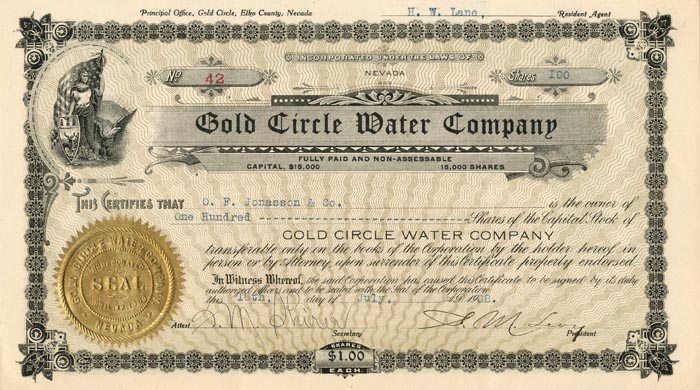 Principal Office, Gold Circle, Elko County, Nevada H. W. Lane, Resident Agent
INCORPORATED UNDER THE LAWS OF
NEVADA
No 42
Shares 100
Gold Circle Water Company
FULLY PAID AND NON-ASSESSABLE
CAPITAL, $15,000 15,000 SHARES
THIS CERTIFIES THAT O. F. Jonasson & Co. is the owner of
One Hundred Shares of the Capital Stock of
GOLD CIRCLE WATER COMPANY
transferable only on the books of the Corporation by the holder hereof in
person or by Attorney, upon surrender of this Certificate properly endorsed.
In Witness Whereof, the said Corporation has caused this Certificate to be signed by its duly
authorized officers and to be sealed with the Seal of the Corporation
this day of July, 1908.
Attest
Secretary
President
GOLD CIRCLE WATER COMPANY
SEAL
NEVADA
SHARES
$1.00
EACH